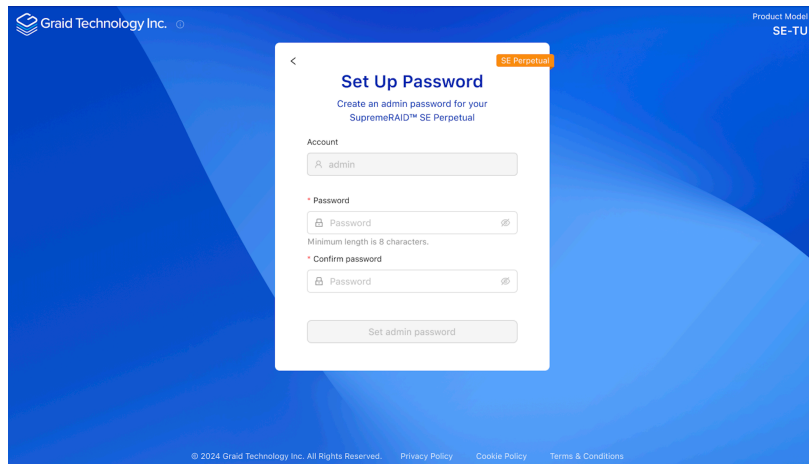 Graid Technology Inc.
Product Model
SE-TU
SE Perpetual
Set Up Password
Create an admin password for your
SupremeRAID™ SE Perpetual
Account
admin
* Password
Password
Minimum length is 8 characters.
* Confirm password
Password
Set admin password
© 2024 Graid Technology Inc. All Rights Reserved. Privacy Policy Cookie Policy Terms & Conditions